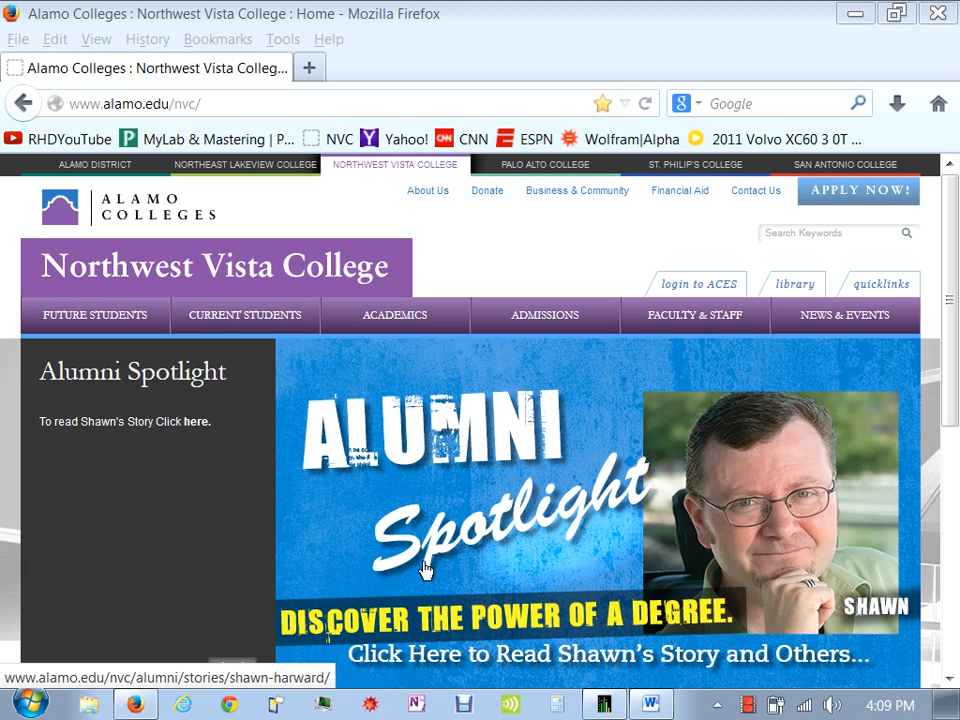 Alamo Colleges : Northwest Vista College : Home - Mozilla Firefox
File Edit View History Bookmarks Tools Help
Alamo Colleges : Northwest Vista Colleg... +
www.alamo.edu/nvc/ 8 Google
RHDYouTube P MyLab & Mastering | P... NVC Y Yahoo! CNN CNN E ESPN Wolfram|Alpha 2011 Volvo XC60 3 0T ...
ALAMO DISTRICT NORTHEAST LAKEVIEW COLLEGE NORTHWEST VISTA COLLEGE PALO ALTO COLLEGE ST. PHILIP'S COLLEGE SAN ANTONIO COLLEGE
About Us Donate Business & Community Financial Aid Contact Us APPLY NOW!
ALAMO
COLLEGES
Search Keywords
Northwest Vista College
login to ACES library quicklinks
FUTURE STUDENTS CURRENT STUDENTS ACADEMICS ADMISSIONS FACULTY & STAFF NEWS & EVENTS
Alumni Spotlight
To read Shawn's Story Click here.
ALUMNI
Spotlight
SHAWN
DISCOVER THE POWER OF A DEGREE.
Click Here to Read Shawn's Story and Others...
www.alamo.edu/nvc/alumni/stories/shawn-harward/
N W 4:09 PM